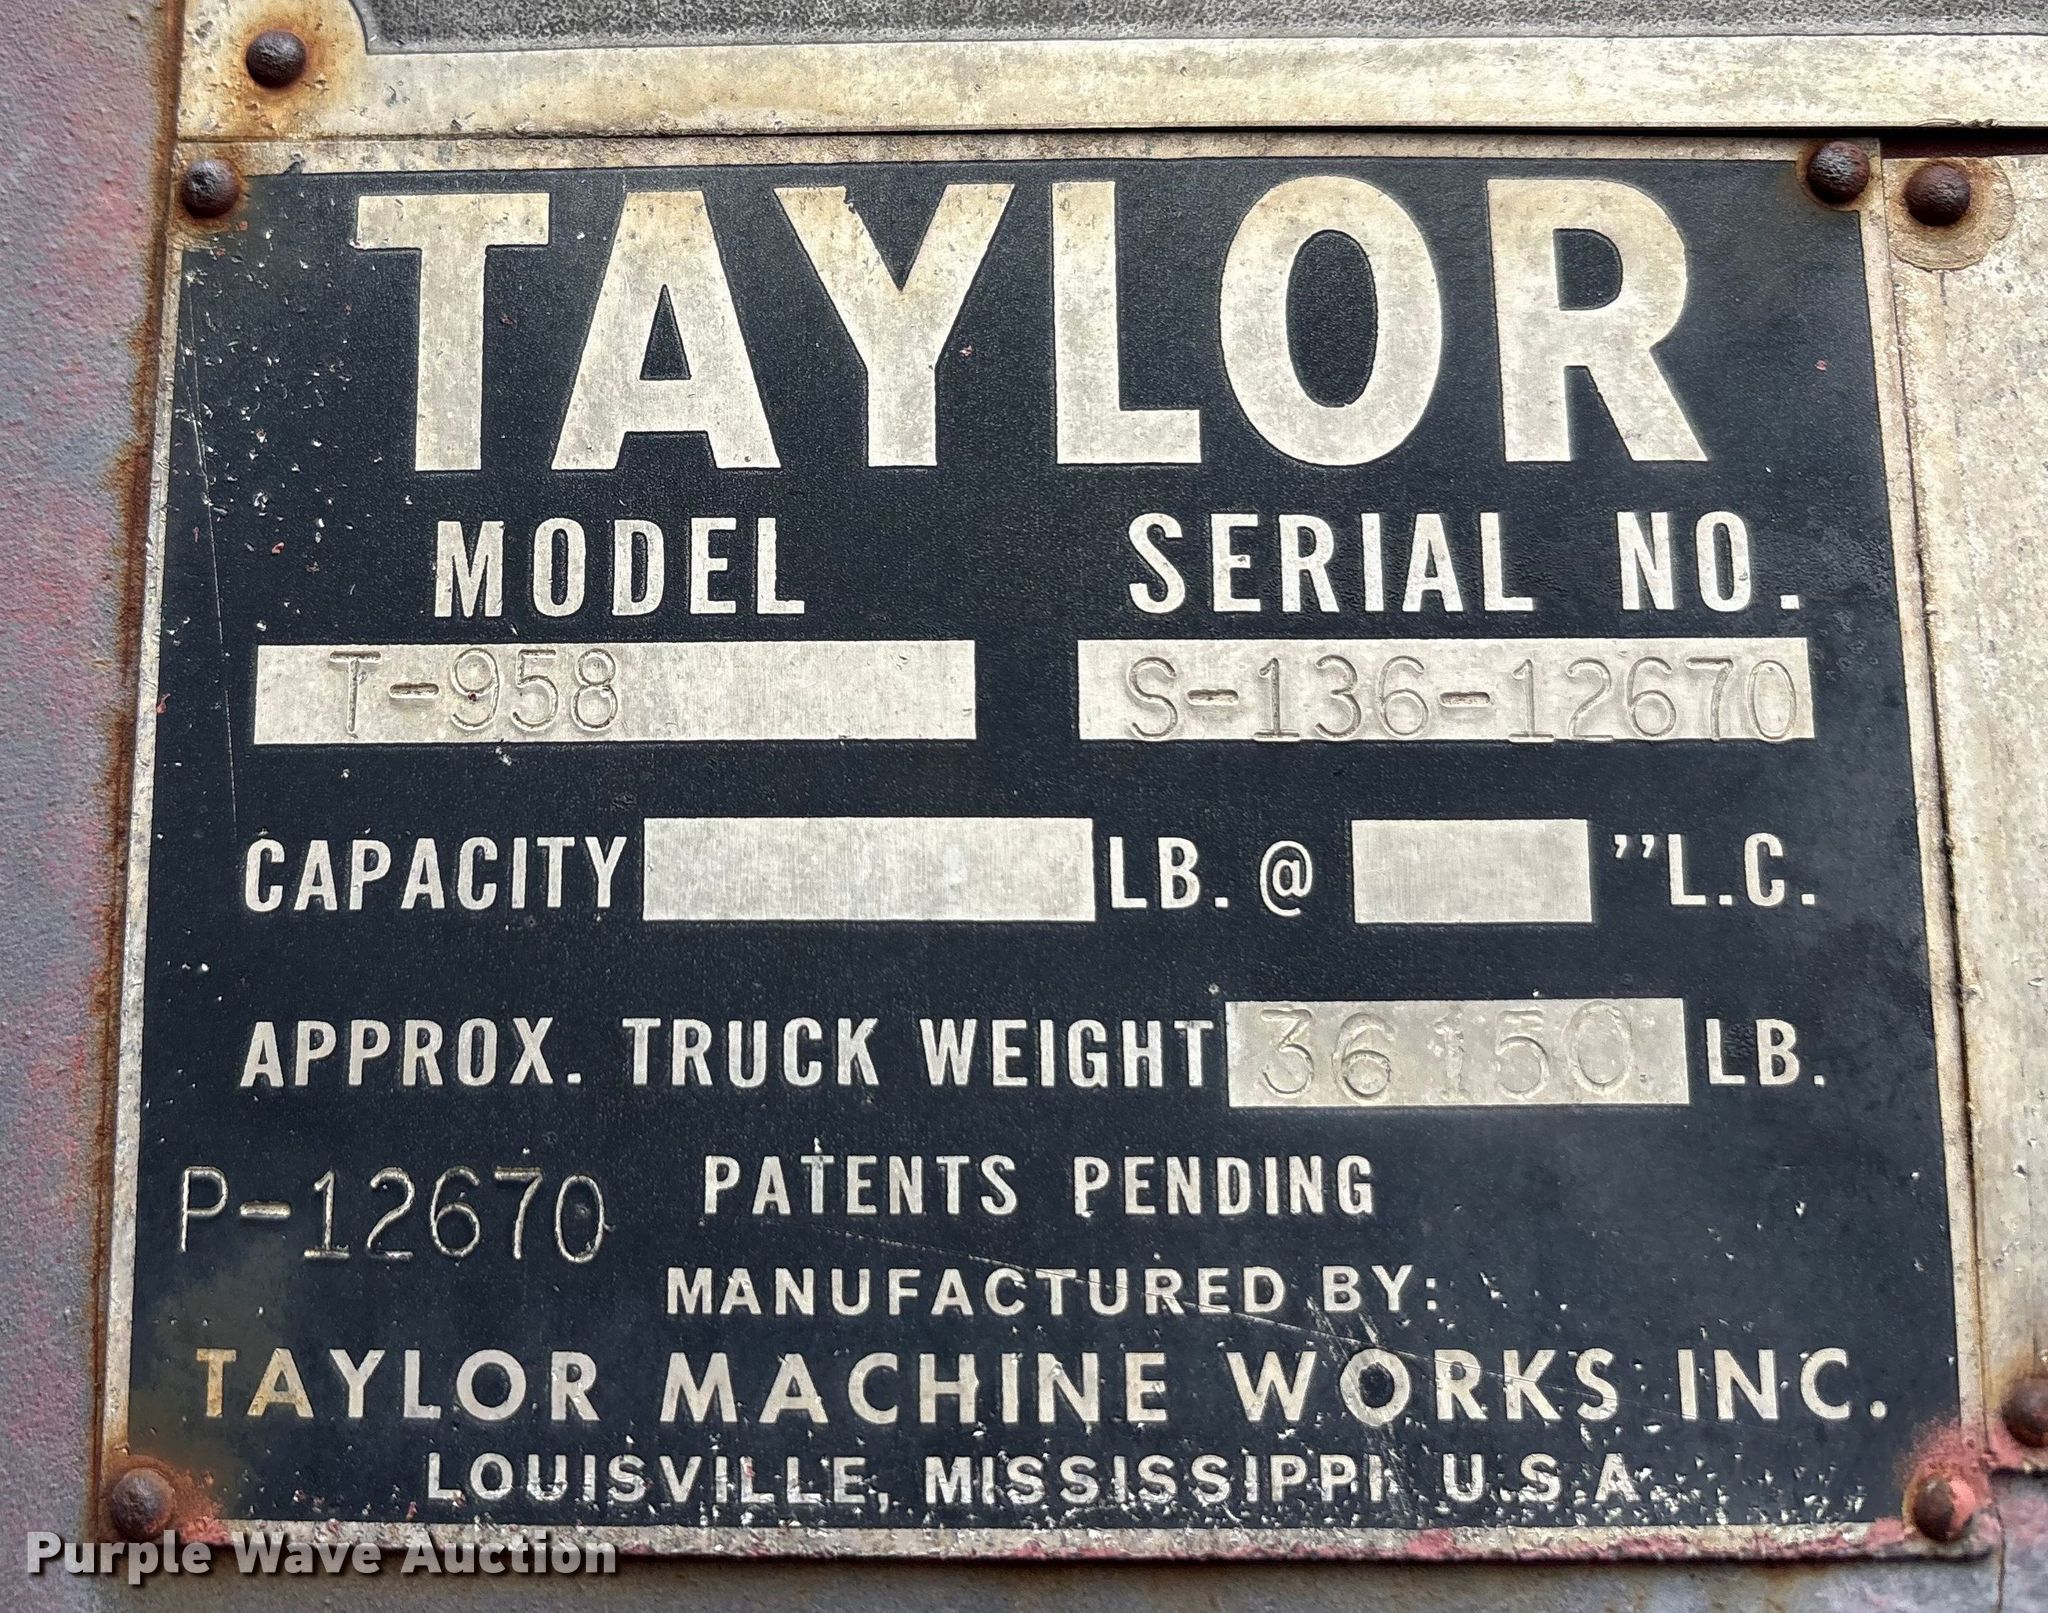 TAYLOR
MODEL SERIAL NO.
T-958 S-136-12670
CAPACITY LB. @ "L.C.
APPROX. TRUCK WEIGHT 36150 LB.
P-12670 PATENTS PENDING
MANUFACTURED BY:
TAYLOR MACHINE WORKS INC.
LOUISVILLE, MISSISSIPPI U.S.A.
Purple Wave Auction